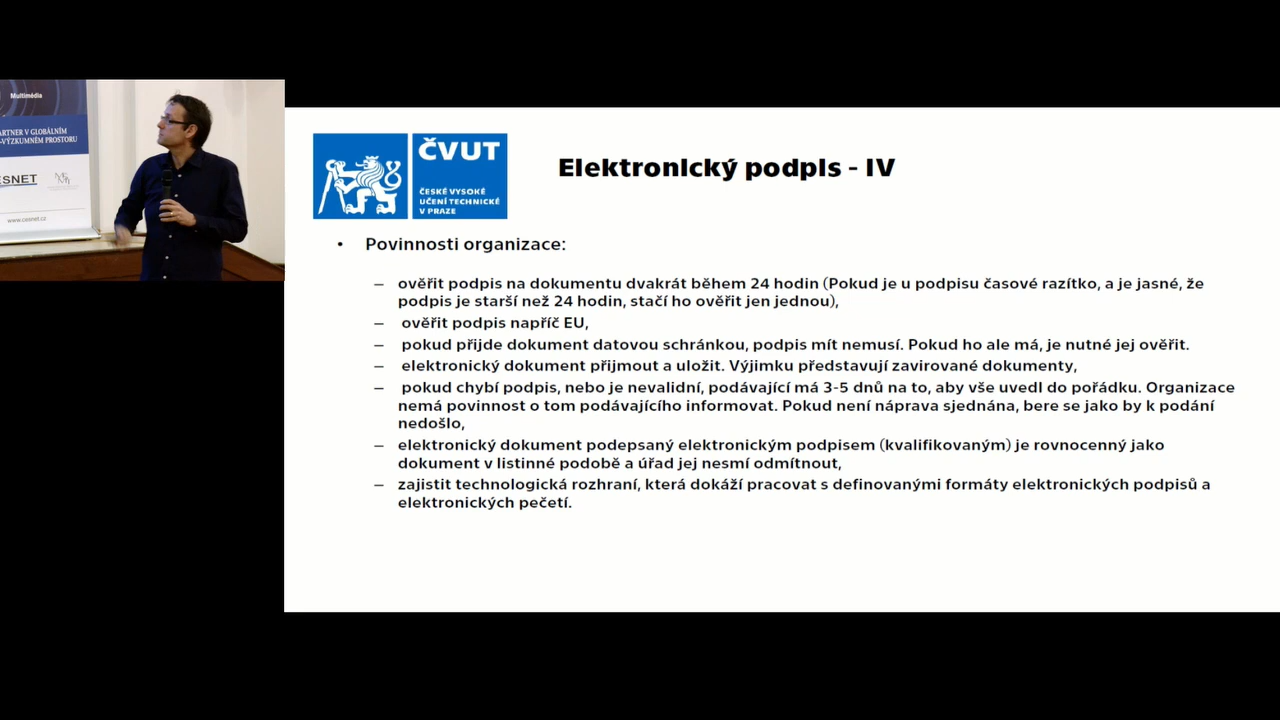 Multimédia
ARTNER V GLOBÁLNÍM
-VÝZKUMNÉM PROSTORU
ESNET
www.cesnet.cz
ČVUT
ČESKÉ VYSOKÉ
UČENÍ TECHNICKÉ
V PRAZE
Elektronický podpis - IV
• Povinnosti organizace:
– ověřit podpis na dokumentu dvakrát během 24 hodin (Pokud je u podpisu časové razítko, a je jasné, že
podpis je starší než 24 hodin, stačí ho ověřit jen jednou),
– ověřit podpis napříč EU,
– pokud přijde dokument datovou schránkou, podpis mít nemusí. Pokud ho ale má, je nutné jej ověřit.
– elektronický dokument přijmout a uložit. Výjimku představují zavirované dokumenty,
– pokud chybí podpis, nebo je nevalidní, podávající má 3-5 dnů na to, aby vše uvedl do pořádku. Organizace
nemá povinnost o tom podávajícího informovat. Pokud není náprava sjednána, bere se jako by k podání
nedošlo,
– elektronický dokument podepsaný elektronickým podpisem (kvalifikovaným) je rovnocenný jako
dokument v listinné podobě a úřad jej nesmí odmítnout,
– zajistit technologická rozhraní, která dokáží pracovat s definovanými formáty elektronických podpisů a
elektronických pečetí.